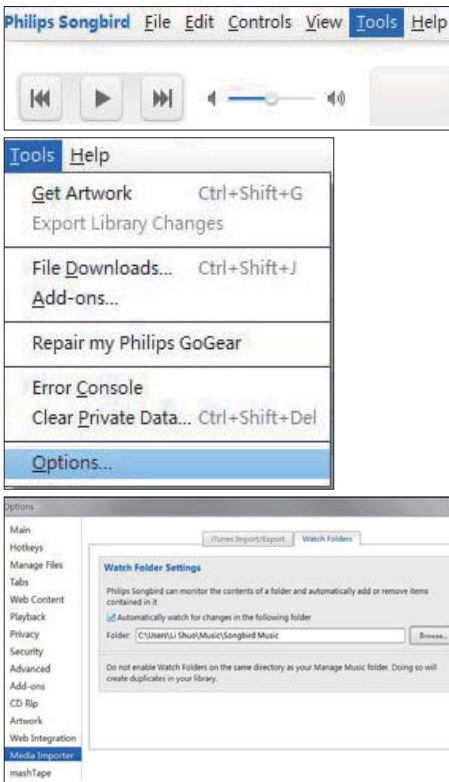 Philips Songbird File Edit Controls View Tools Help
Tools Help
Get Artwork Ctrl+Shift+G
Export Library Changes
File Downloads... Ctrl+Shift+J
Add-ons...
Repair my Philips GoGear
Error Console
Clear Private Data... Ctrl+Shift+Del
Options...
Options
Main
Hotkeys
Manage Files
Tabs
Web Content
Playback
Privacy
Security
Advanced
Add-ons
CD Rip
Artwork
Web Integration
Media Importer
mashTape
iTunes Import/Export Watch Folders
Watch Folder Settings
Philips Songbird can monitor the contents of a folder and automatically add or remove items
contained in it.
Automatically watch for changes in the following folder
Folder: C:\Users\Li Shuo\Music\Songbird Music Browse...
Do not enable Watch Folders on the same directory as your Manage Music folder. Doing so will
create duplicates in your library.